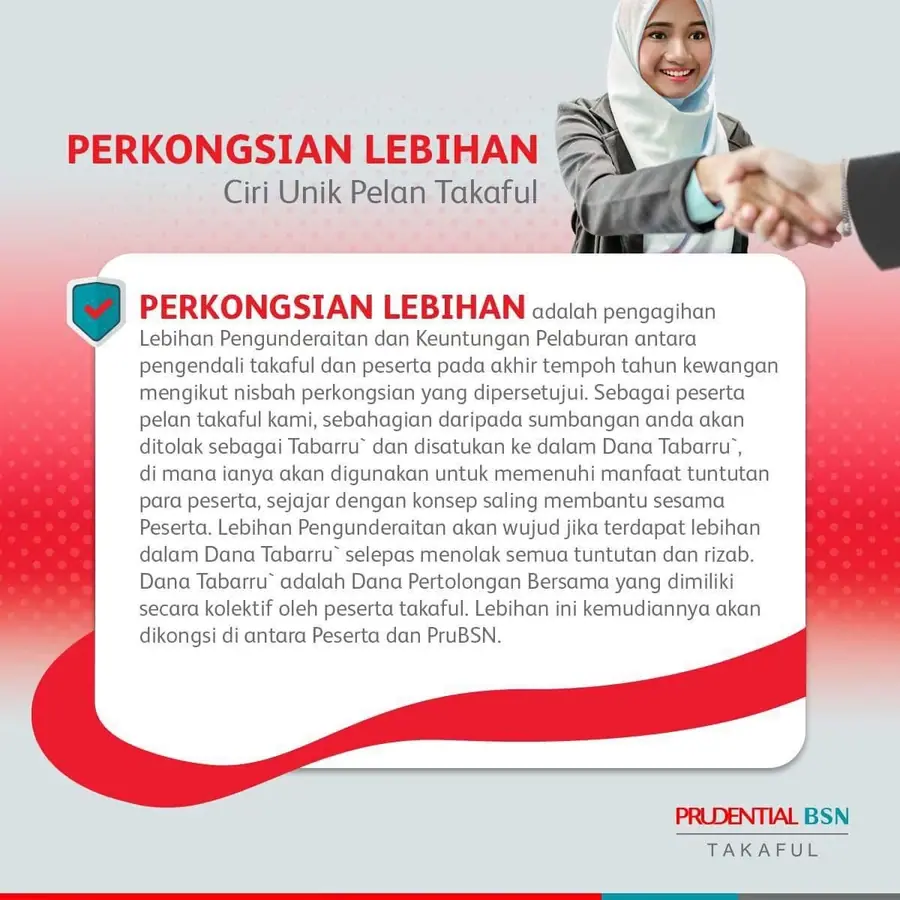 PERKONGSIAN LEBIHAN
Ciri Unik Pelan Takaful
PERKONGSIAN LEBIHAN adalah pengagihan
Lebihan Pengunderaitan dan Keuntungan Pelaburan antara
pengendali takaful dan peserta pada akhir tempoh tahun kewangan
mengikut nisbah perkongsian yang dipersetujui. Sebagai peserta
pelan takaful kami, sebahagian daripada sumbangan anda akan
ditolak sebagai Tabarru` dan disatukan ke dalam Dana Tabarru`,
di mana ianya akan digunakan untuk memenuhi manfaat tuntutan
para peserta, sejajar dengan konsep saling membantu sesama
Peserta. Lebihan Pengunderaitan akan wujud jika terdapat lebihan
dalam Dana Tabarru` selepas menolak semua tuntutan dan rizab.
Dana Tabarru` adalah Dana Pertolongan Bersama yang dimiliki
secara kolektif oleh peserta takaful. Lebihan ini kemudiannya akan
dikongsi di antara Peserta dan PruBSN.
PRUDENTIAL BSN
TAKAFUL